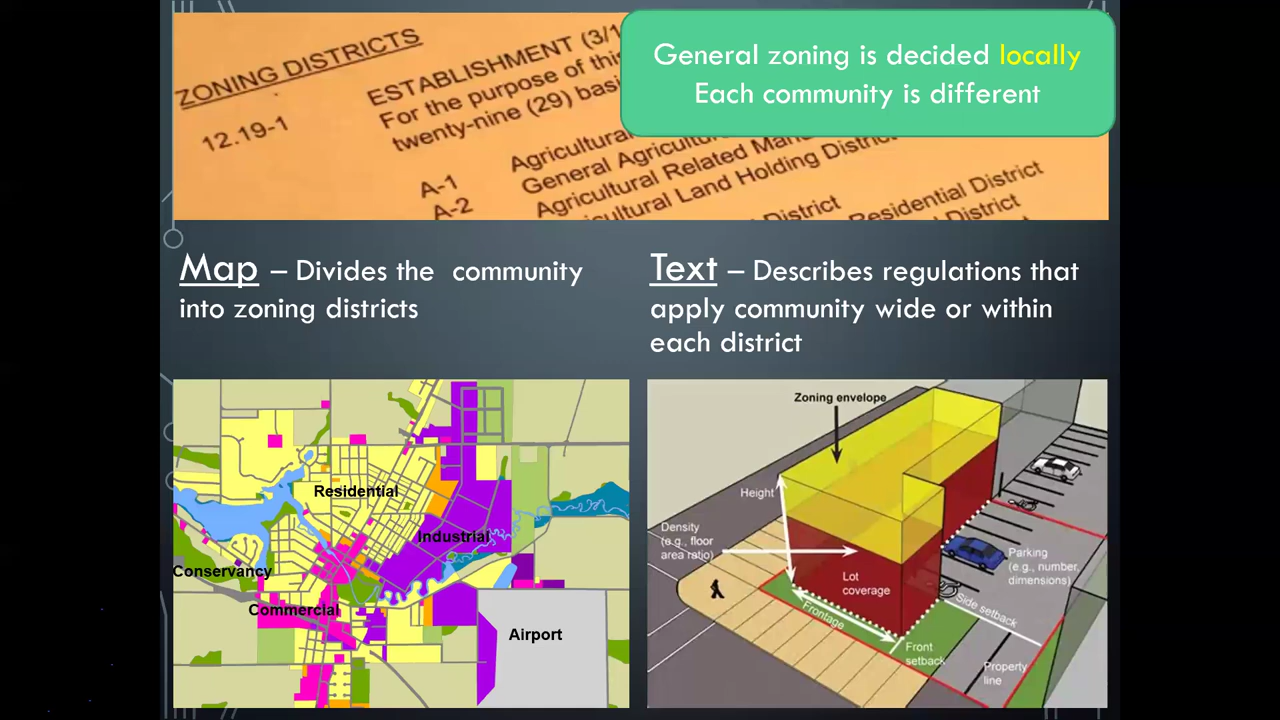 ZONING DISTRICTS
12.19-1
ESTABLISHMENT (3/1
For the purpose of this
twenty-nine (29) basi
A-1
A-2
Agricultural
General Agricultur
Agricultural Related Man
cultural Land Holding District
District
Residential District
District
General zoning is decided locally
Each community is different
Map – Divides the community
into zoning districts
Text – Describes regulations that
apply community wide or within
each district
Residential
Industrial
Conservancy
Commercial
Airport
Zoning envelope
Height
Density
(e.g., floor
area ratio)
Lot
coverage
Parking
(e.g., number,
dimensions)
Side setback
Frontage
Front
setback
Property
line